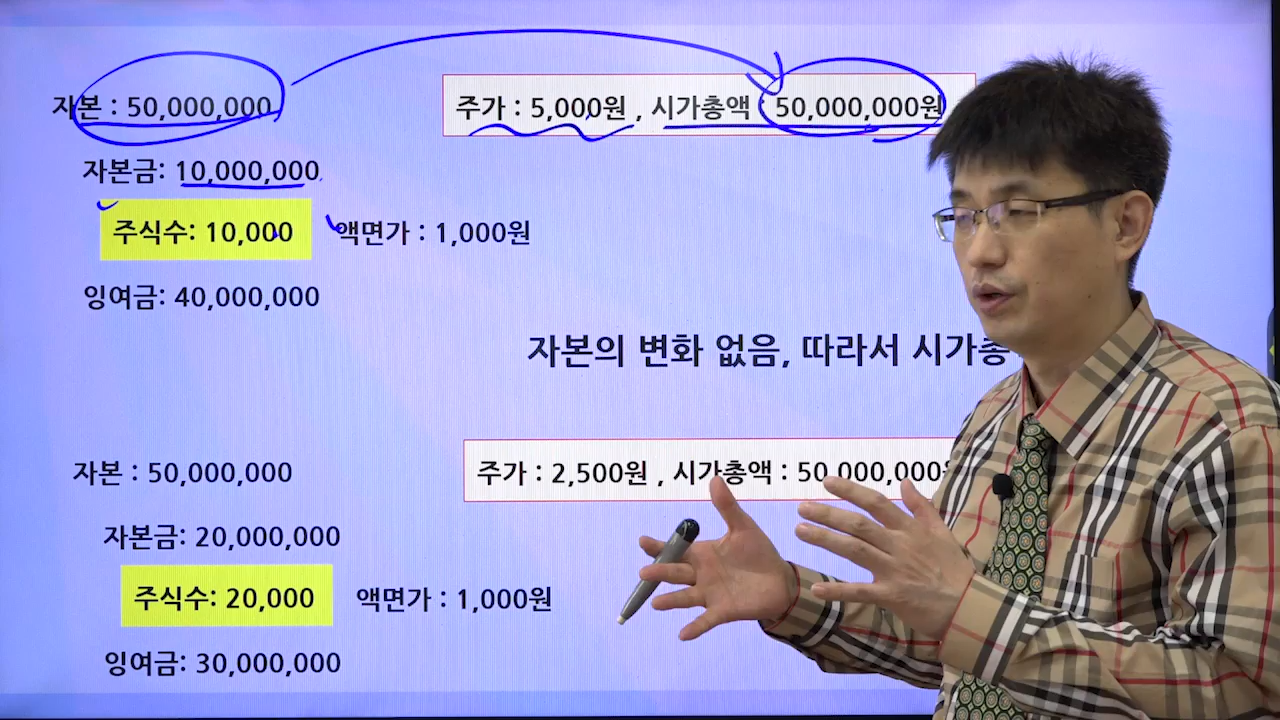 자본 : 50,000,000
주가 : 5,000원 , 시가총액 : 50,000,000원
자본금: 10,000,000
주식수: 10,000 액면가 : 1,000원
잉여금: 40,000,000
자본의 변화 없음, 따라서
자본 : 50,000,000
주가 : 2,500원 , 시가총액 : 50,000,000
자본금: 20,000,000
주식수: 20,000 액면가 : 1,000원
잉여금: 30,000,000